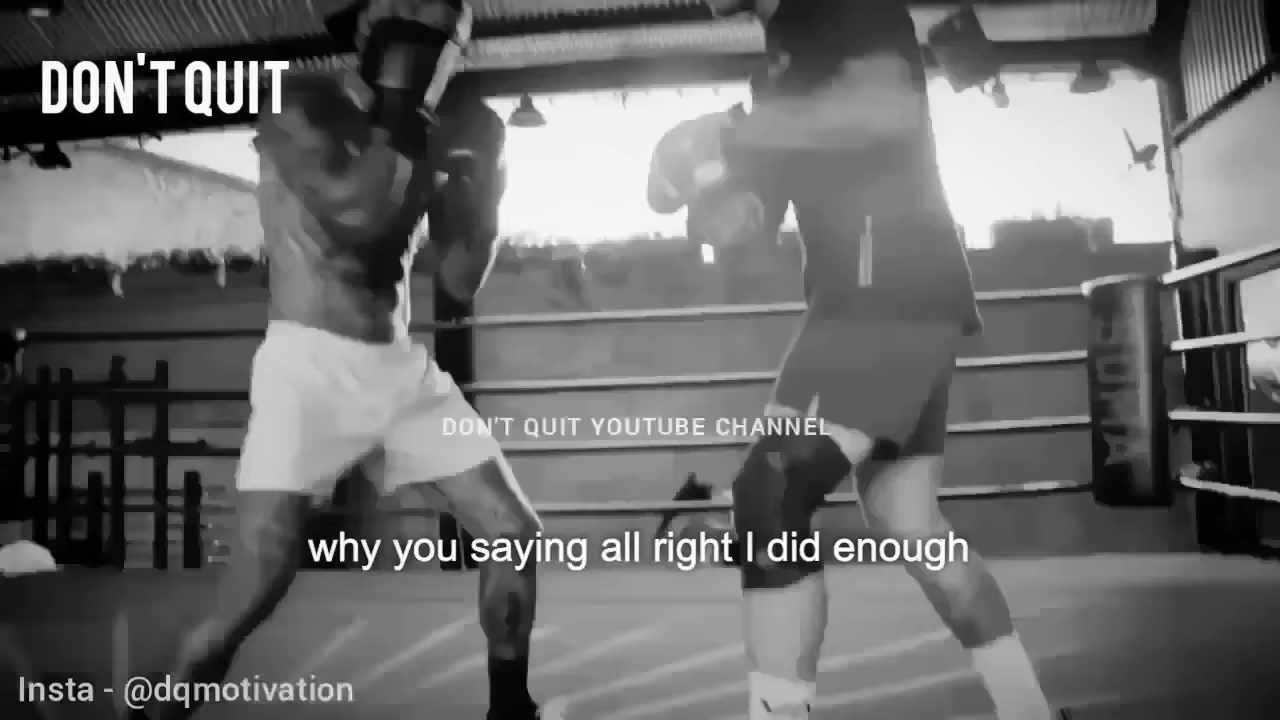 DON'T QUIT
DON'T QUIT YOUTUBE CHANNEL
why you saying all right I did enough
Insta - @dqmotivation